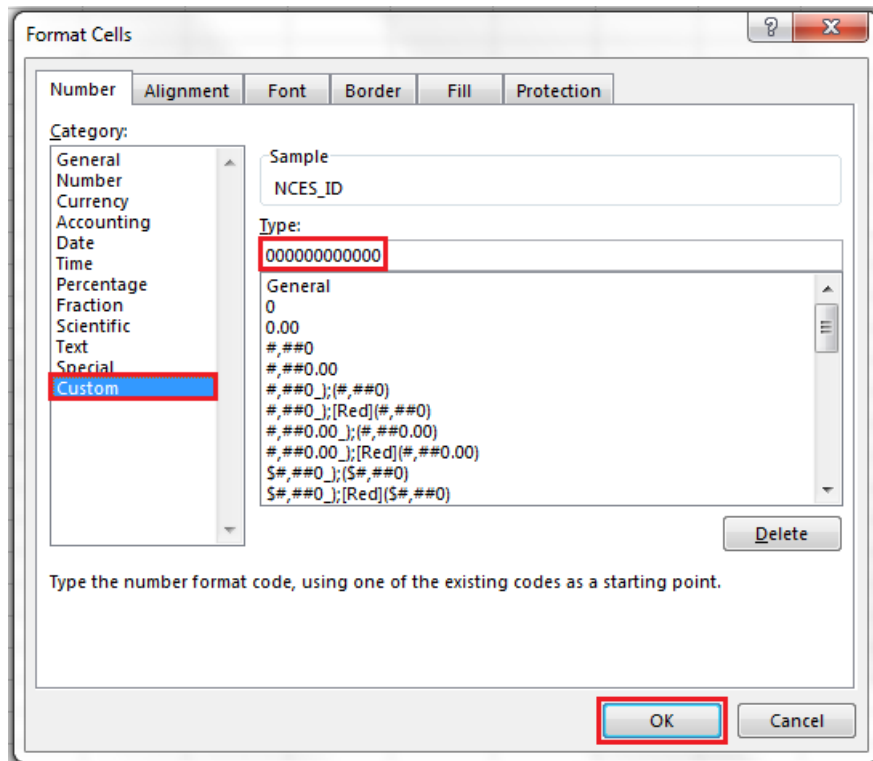 Format Cells
Number Alignment Font Border Fill Protection
Category:
General
Number
Currency
Accounting
Date
Time
Percentage
Fraction
Scientific
Text
Special
Custom
Sample
NCES_ID
Type:
000000000000
General
0
0.00
#,##0
#,##0.00
#,##0_);(#,##0)
#,##0_);[Red](#,##0)
#,##0.00_);(#,##0.00)
#,##0.00_);[Red](#,##0.00)
$#,##0_);($#,##0)
$#,##0_);[Red]($#,##0)
Delete
Type the number format code, using one of the existing codes as a starting point.
OK Cancel